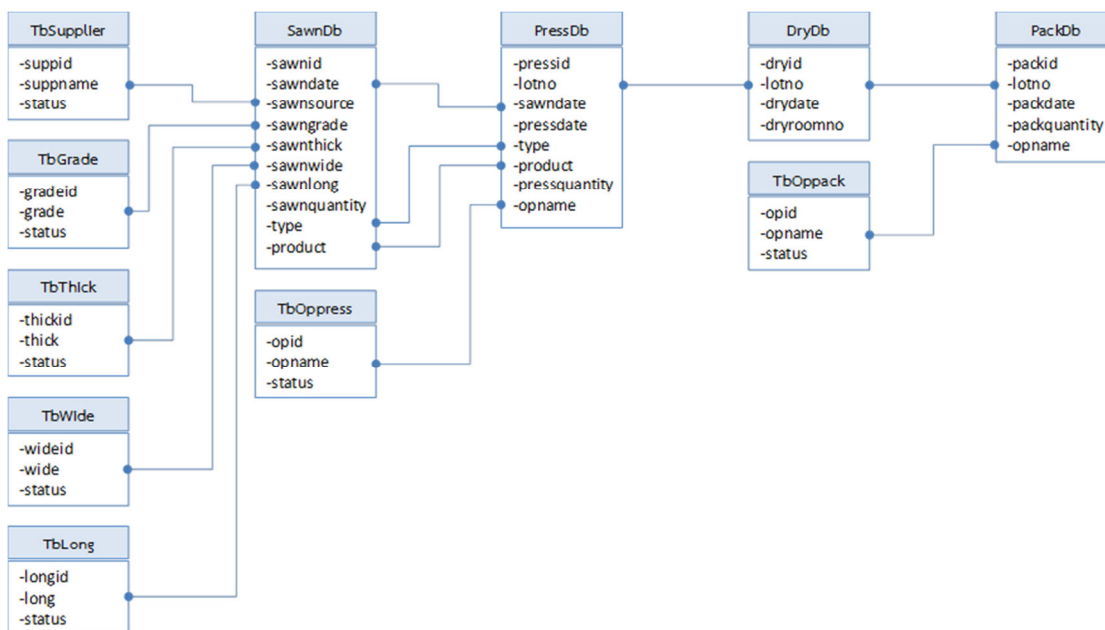 TbSupplier
-suppid
-suppname
-status
TbGrade
-gradeid
-grade
-status
TbThick
-thickid
-thick
-status
TbWide
-wideid
-wide
-status
TbLong
-longid
-long
-status
SawnDb
-sawnid
-sawndate
-sawnsource
-sawngrade
-sawnthick
-sawnwide
-sawnlong
-sawnquantity
-type
-product
TbOppress
-opid
-opname
-status
PressDb
-pressid
-lotno
-sawndate
-pressdate
-type
-product
-pressquantity
-opname
DryDb
-dryid
-lotno
-drydate
-dryroomno
TbOppack
-opid
-opname
-status
PackDb
-packid
-lotno
-packdate
-packquantity
-opname